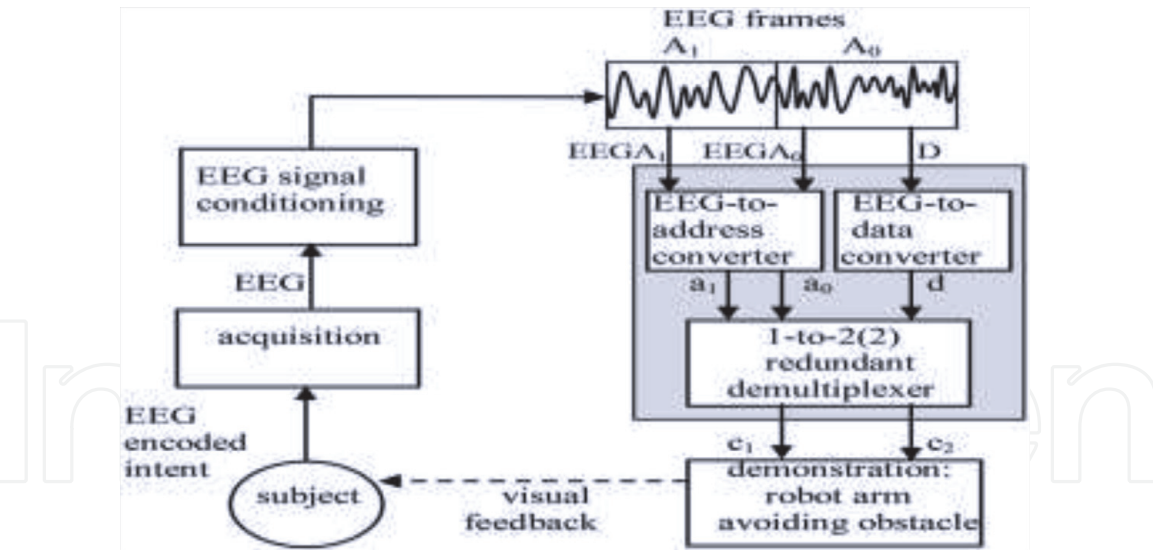 EEG frames
A₁ A₀
EEGA₁ EEGA₀ D
EEG signal
conditioning
EEG-to-
address
converter
EEG-to-
data
converter
EEG
a₁ a₀ d
acquisition
1-to-2(2)
redundant
demultiplexer
EEG
encoded
intent
c₁ c₂
subject
visual
feedback
demonstration:
robot arm
avoiding obstacle